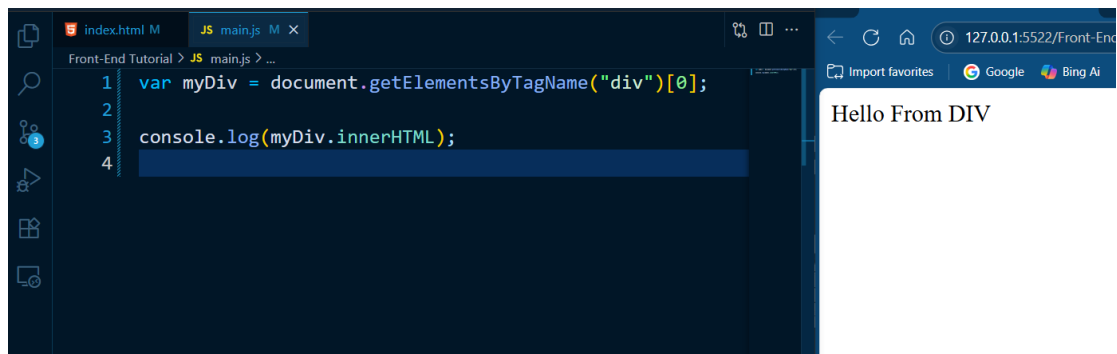 index.html M
JS main.js M
Front-End Tutorial > JS main.js > ...
1 var myDiv = document.getElementsByTagName("div")[0];
2
3 console.log(myDiv.innerHTML);
4
3
127.0.0.1:5522/Front-End
Import favorites Google Bing Ai
Hello From DIV